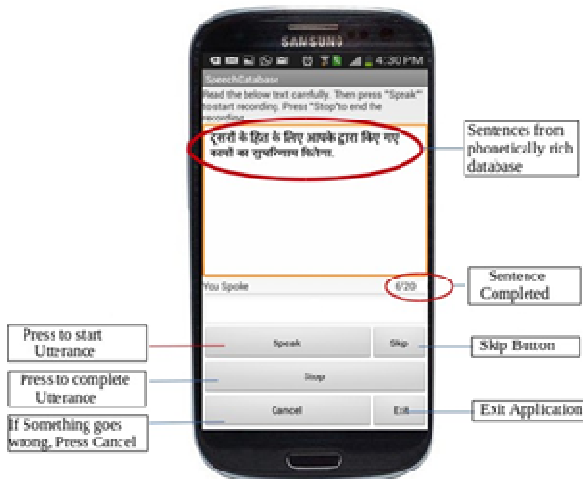 SAMSUNG
4:30 PM
SpeechDatabase
Read the below text carifully. Then press "Speak"
to start recording. Press "Stop" to end the
recording
दूसरों के हित के लिए आपके द्वारा किए गए
कार्यो का सुपरिणाम मिलेगा.
Sentences from
phonetically rich
database
You Spoke
6/20
Sentence
Completed
Press to start
Utterance
Speak
Skip
Skip Button
Press to complete
Utterance
Stop
If Something goes
wrong, Press Cancel
Cancel
Exit
Exit Application